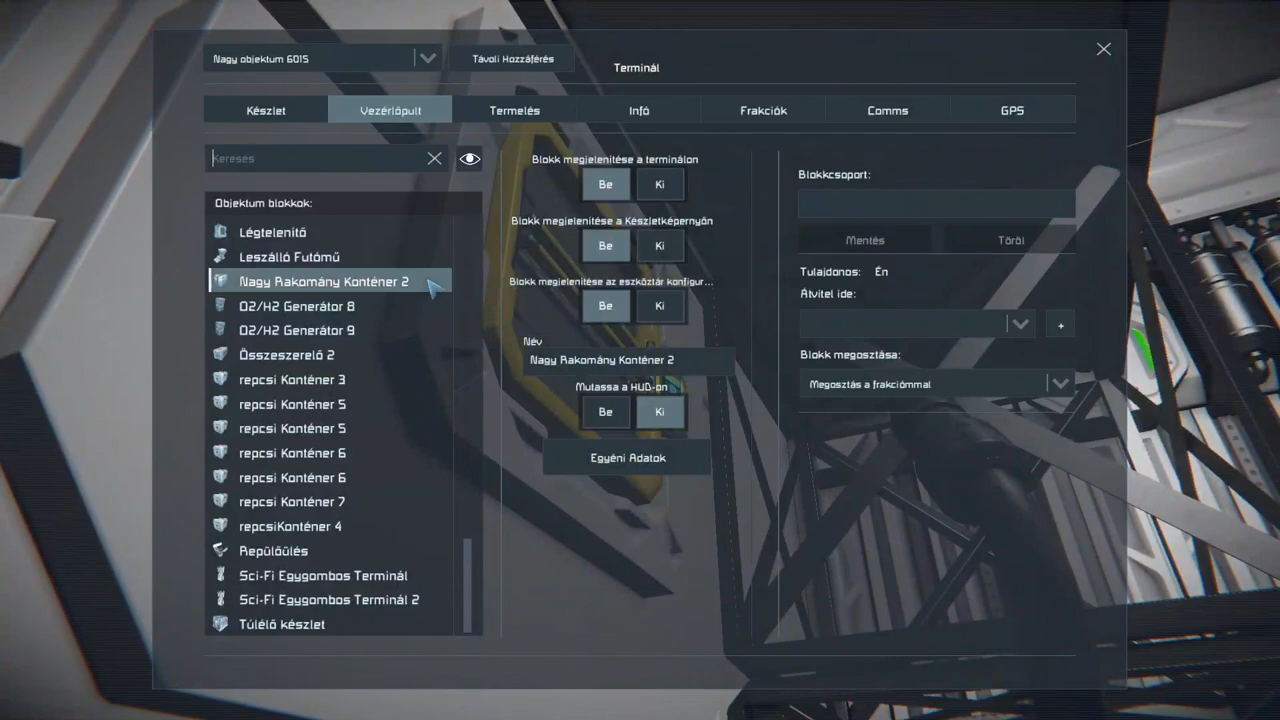 Nagy objektum 6015
Távoli Hozzáférés
Terminál
Készlet
Vezérlőpult
Termelés
Infó
Frakciók
Comms
GPS
Keresés
Objektum blokkok:
Légtelenítő
Leszálló Futómű
Nagy Rakomány Konténer 2
O2/H2 Generátor 8
O2/H2 Generátor 9
Összeszerelő 2
repcsi Konténer 3
repcsi Konténer 5
repcsi Konténer 5
repcsi Konténer 6
repcsi Konténer 6
repcsi Konténer 7
repcsiKonténer 4
Repülőülés
Sci-Fi Egygombos Terminál
Sci-Fi Egygombos Terminál 2
Túlélő készlet
Blokk megjelenítése a terminálon
Be Ki
Blokk megjelenítése a Készletképernyőn
Be Ki
Blokk megjelenítése az eszköztár konfigur...
Be Ki
Név
Nagy Rakomány Konténer 2
Mutassa a HUD-on
Be Ki
Egyéni Adatok
Blokkcsoport:
Mentés Töröl
Tulajdonos: Én
Átvitel ide:
+
Blokk megosztása:
Megosztás a frakciómmal